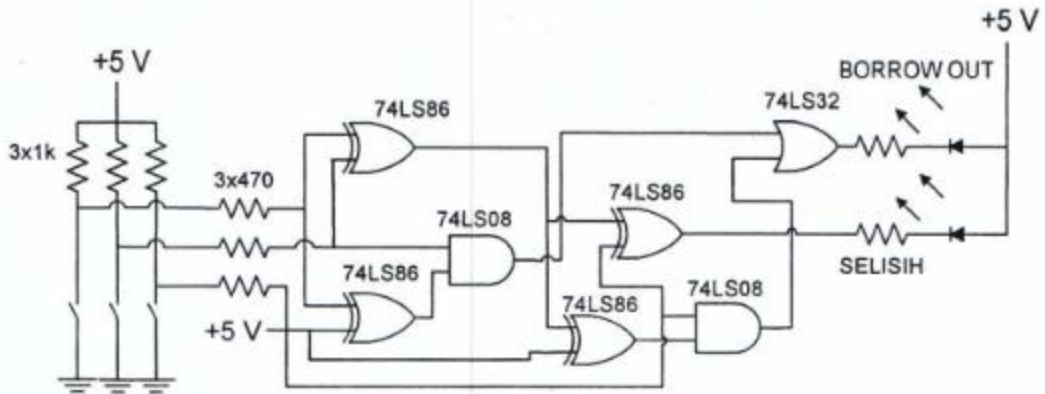 +5 V
+5 V
BORROW OUT
74LS32
74LS86
3x1k
3x470
74LS86
74LS08
74LS86
SELISIH
74LS86
74LS08
+5 V